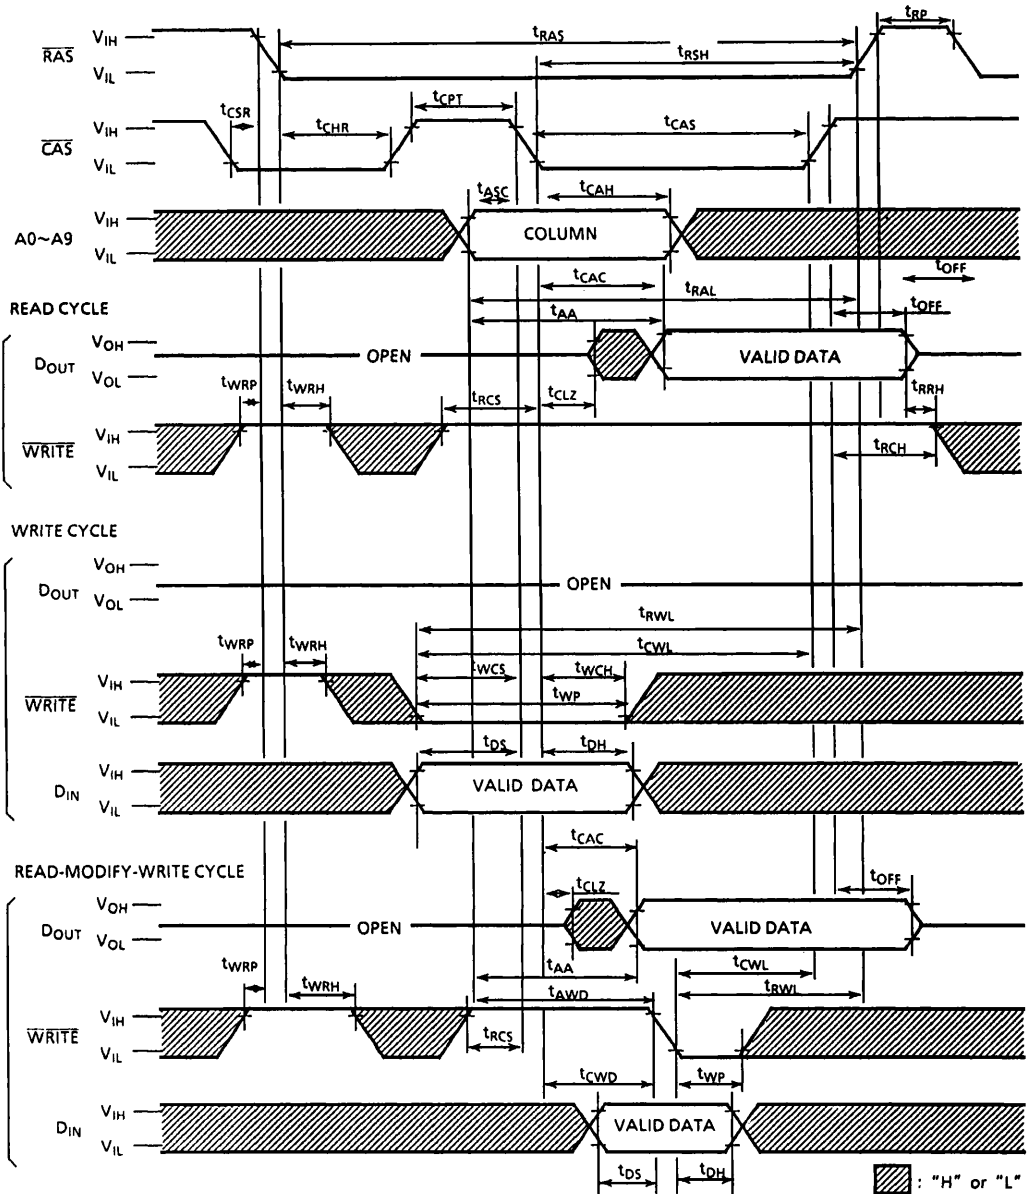 tRP
VIH
tRAS
RAS
tRSH
VIL
tCSR
tCPT
VIH
tCHR
tCAS
CAS
VIL
tASC
tCAH
VIH
A0~A9
COLUMN
VIL
tCAC
tRAL
tOFF
READ CYCLE
tAA
tOFF
VOH
DOUT
OPEN
VALID DATA
VOL
tWRP
tWRH
tRCS
tCLZ
tRRH
VIH
WRITE
tRCH
VIL
WRITE CYCLE
VOH
DOUT
OPEN
VOL
tRWL
tWRP
tWRH
tCWL
VIH
WCS
tWCH
WRITE
tWP
VIL
tDS
tDH
VIH
DIN
VALID DATA
VIL
tCAC
READ-MODIFY-WRITE CYCLE
tCLZ
tOFF
VOH
DOUT
OPEN
VALID DATA
VOL
tWRP
tAA
tCWL
tWRH
tAWD
tRWL
VIH
WRITE
tRCS
VIL
tCWD
tWP
VIH
DIN
VALID DATA
VIL
tDS
tDH
: "H" or "L"